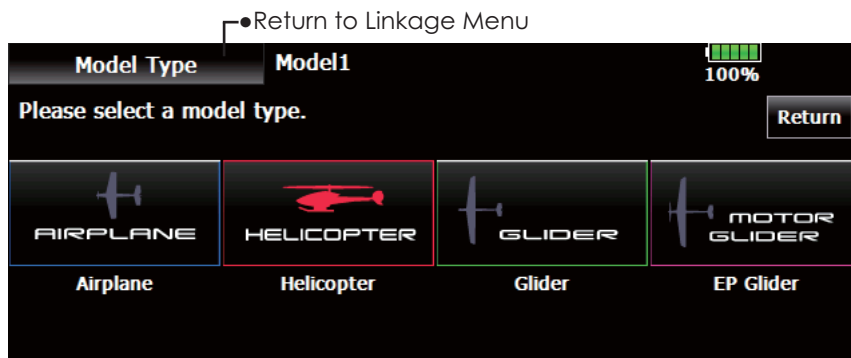 ●Return to Linkage Menu
Model Type Model1
100%
Please select a model type.
Return
AIRPLANE HELICOPTER GLIDER MOTOR GLIDER
Airplane Helicopter Glider EP Glider